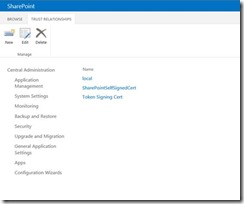 SharePoint
BROWSE TRUST RELATIONSHIPS
New Edit Delete
Manage
Central Administration
Application
Management
System Settings
Monitoring
Backup and Restore
Security
Upgrade and Migration
General Application
Settings
Apps
Configuration Wizards
Name
local
SharePointSelfSignedCert
Token Signing Cert